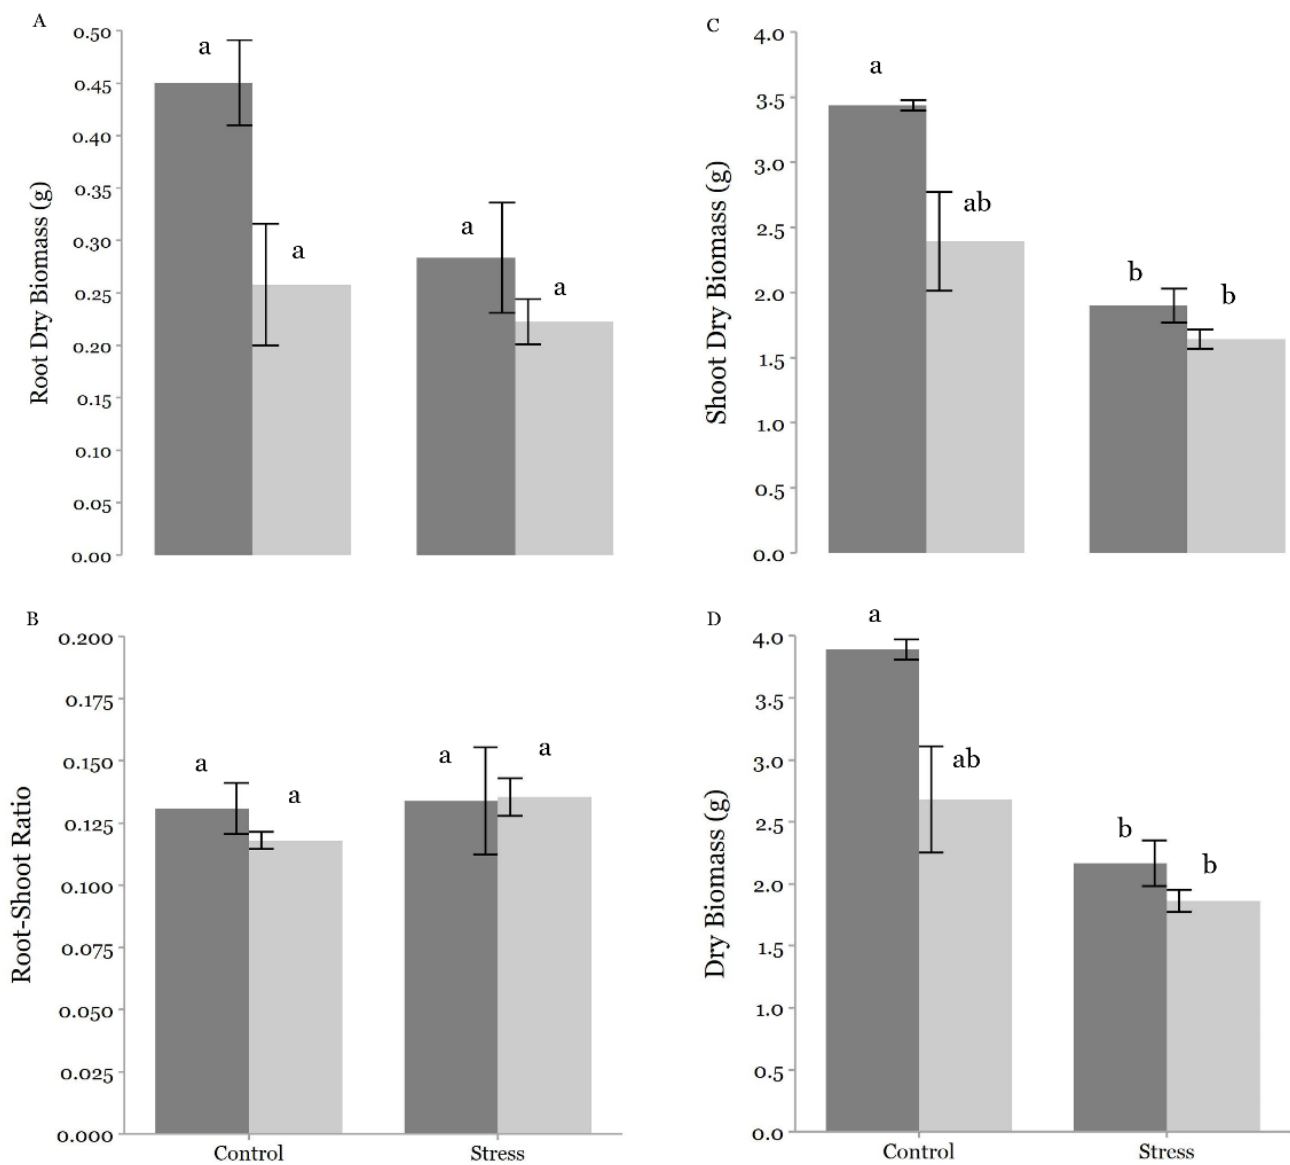 A
Root Dry Biomass (g)
0.50
0.45
0.40
0.35
0.30
0.25
0.20
0.15
0.10
0.05
0.00
a
a
a
a
C
Shoot Dry Biomass (g)
4.0
3.5
3.0
2.5
2.0
1.5
1.0
0.5
0.0
a
ab
b
b
B
Root-Shoot Ratio
0.200
0.175
0.150
0.125
0.100
0.075
0.050
0.025
0.000
a
a
a
a
Control
Stress
D
Dry Biomass (g)
4.0
3.5
3.0
2.5
2.0
1.5
1.0
0.5
0.0
a
ab
b
b
Control
Stress